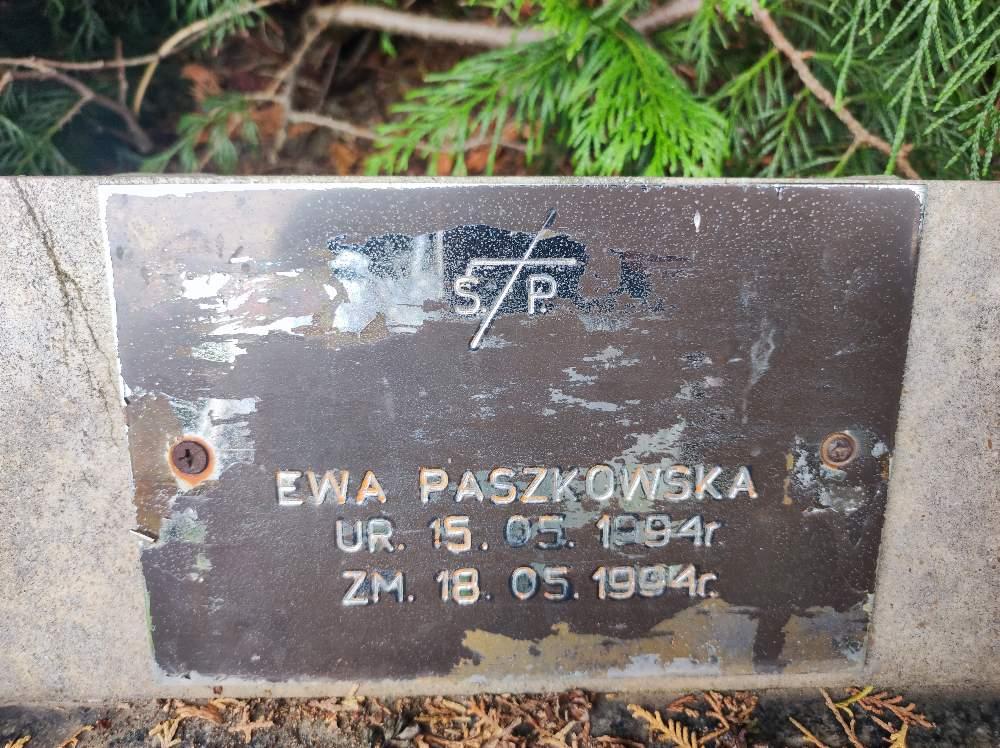 S. P.
EWA PASZKOWSKA
UR. 15. 05. 1994r
ZM. 18. 05. 1994r.